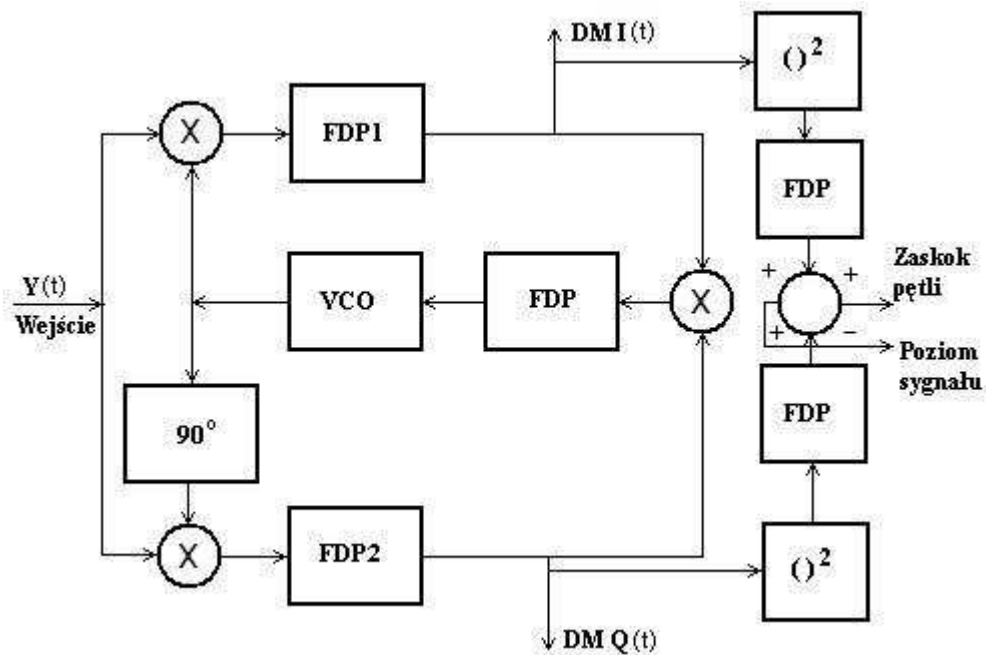 DM I(t)
( )²
X
FDP1
FDP
Y(t)
Wejście
VCO
FDP
X
+
+
+
−
Zaskok
pętli
Poziom
sygnału
90°
FDP
X
FDP2
( )²
DM Q(t)